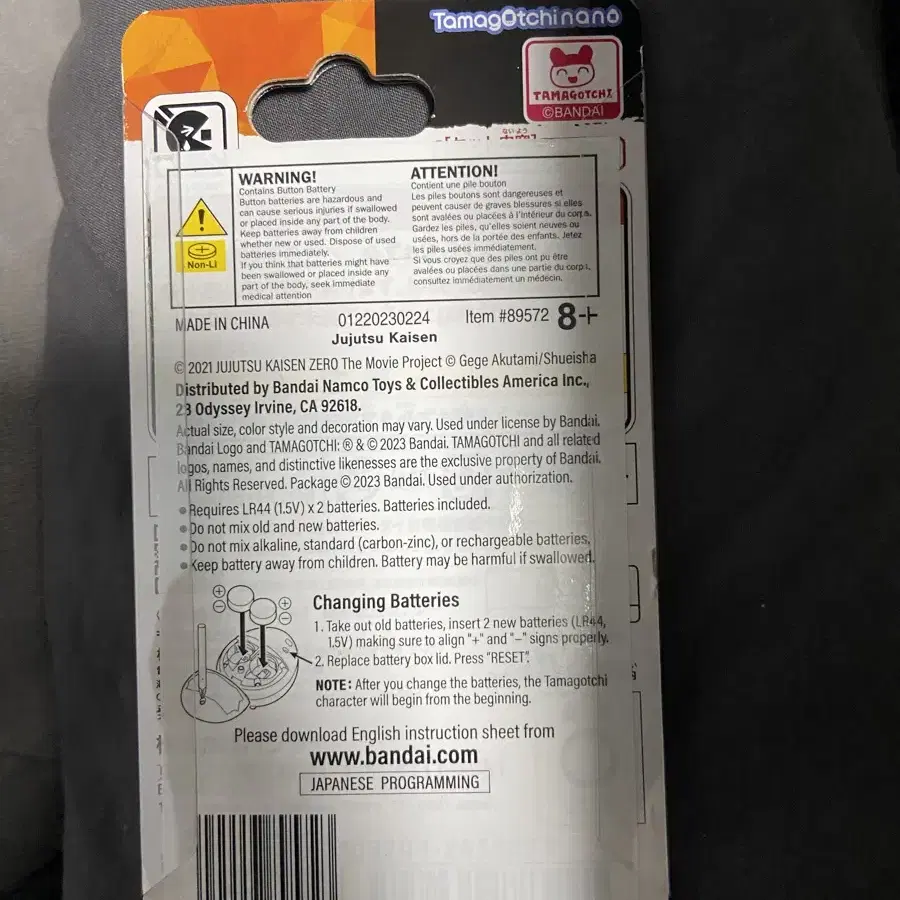 TamagOtchi nano
TAMAGOTCHI
©BANDAI
ないよう
WARNING!
Contains Button Battery
Button batteries are hazardous and
can cause serious injuries if swallowed
or placed inside any part of the body.
Keep batteries away from children
whether new or used. Dispose of used
batteries immediately.
If you think that batteries might have
been swallowed or placed inside any
part of the body, seek immediate
medical attention
ATTENTION!
Contient une pile bouton
Les piles boutons sont dangereuses et
peuvent causer de graves blessures si elles
sont avalées ou placées à l'intérieur du corps.
Gardez les piles, qu'elles soient neuves ou
usées, hors de la portée des enfants. Jetez
les piles usées immédiatement.
Si vous croyez que des piles ont pu être
avalées ou placées dans une partie du corps,
consultez immédiatement un médecin.
Non-Li
MADE IN CHINA
01220230224
Item #89572
8+
Jujutsu Kaisen
© 2021 JUJUTSU KAISEN ZERO The Movie Project © Gege Akutami/Shueisha
Distributed by Bandai Namco Toys & Collectibles America Inc.,
23 Odyssey Irvine, CA 92618.
Actual size, color style and decoration may vary. Used under license by Bandai.
Bandai Logo and TAMAGOTCHI: ® & © 2023 Bandai. TAMAGOTCHI and all related
logos, names, and distinctive likenesses are the exclusive property of Bandai.
All Rights Reserved. Package © 2023 Bandai. Used under authorization.
●Requires LR44 (1.5V) x 2 batteries. Batteries included.
●Do not mix old and new batteries.
●Do not mix alkaline, standard (carbon-zinc), or rechargeable batteries,
●Keep battery away from children. Battery may be harmful if swallowed.
Changing Batteries
1. Take out old batteries, insert 2 new batteries (LR44,
1.5V) making sure to align "+" and "−" signs properly.
2. Replace battery box lid. Press "RESET".
NOTE: After you change the batteries, the Tamagotchi
character will begin from the beginning.
Please download English instruction sheet from
www.bandai.com
JAPANESE PROGRAMMING